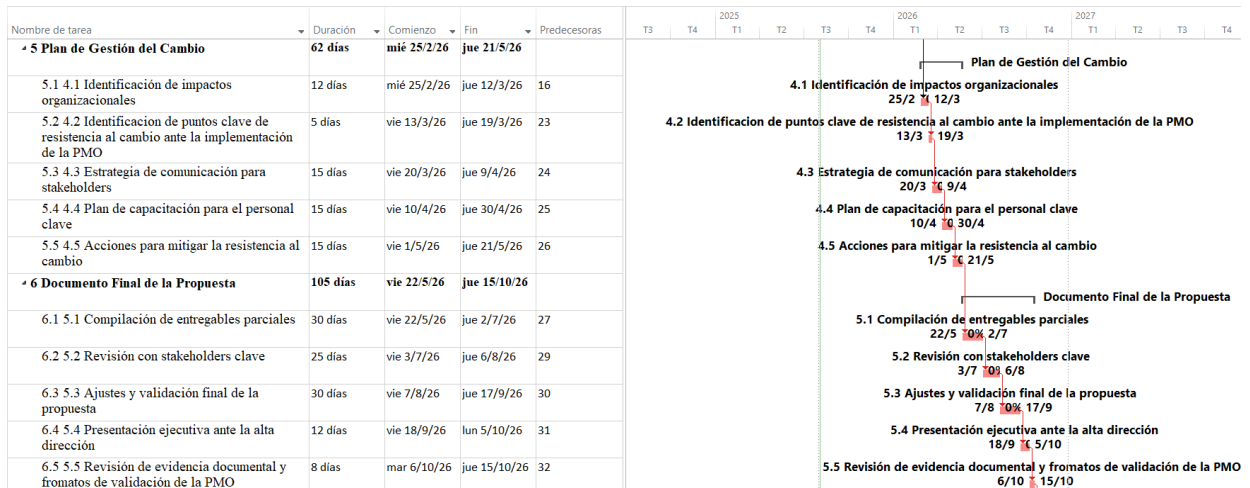 2025 2026 2027
Nombre de tarea Duración Comienzo Fin Predecesoras T3 T4 T1 T2 T3 T4 T1 T2 T3 T4 T1 T2 T3 T4
5 Plan de Gestión del Cambio 62 días mié 25/2/26 jue 21/5/26
Plan de Gestión del Cambio
5.1 4.1 Identificación de impactos 12 días mié 25/2/26 jue 12/3/26 16 4.1 Identificación de impactos organizacionales
organizacionales 25/2 12/3
5.2 4.2 Identificacion de puntos clave de 5 días vie 13/3/26 jue 19/3/26 23 4.2 Identificacion de puntos clave de resistencia al cambio ante la implementación de la PMO
resistencia al cambio ante la implementación 13/3 19/3
de la PMO
5.3 4.3 Estrategia de comunicación para 15 días vie 20/3/26 jue 9/4/26 24 4.3 Estrategia de comunicación para stakeholders
stakeholders 20/3 9/4
5.4 4.4 Plan de capacitación para el personal 15 días vie 10/4/26 jue 30/4/26 25 4.4 Plan de capacitación para el personal clave
clave 10/4 30/4
5.5 4.5 Acciones para mitigar la resistencia al 15 días vie 1/5/26 jue 21/5/26 26 4.5 Acciones para mitigar la resistencia al cambio
cambio 1/5 21/5
6 Documento Final de la Propuesta 105 días vie 22/5/26 jue 15/10/26
Documento Final de la Propuesta
6.1 5.1 Compilación de entregables parciales 30 días vie 22/5/26 jue 2/7/26 27 5.1 Compilación de entregables parciales
22/5 0% 2/7
6.2 5.2 Revisión con stakeholders clave 25 días vie 3/7/26 jue 6/8/26 29 5.2 Revisión con stakeholders clave
3/7 6/8
6.3 5.3 Ajustes y validación final de la 30 días vie 7/8/26 jue 17/9/26 30 5.3 Ajustes y validación final de la propuesta
propuesta 7/8 0% 17/9
6.4 5.4 Presentación ejecutiva ante la alta 12 días vie 18/9/26 lun 5/10/26 31 5.4 Presentación ejecutiva ante la alta dirección
dirección 18/9 5/10
6.5 5.5 Revisión de evidencia documental y 8 días mar 6/10/26 jue 15/10/26 32 5.5 Revisión de evidencia documental y fromatos de validación de la PMO
fromatos de validación de la PMO 6/10 15/10